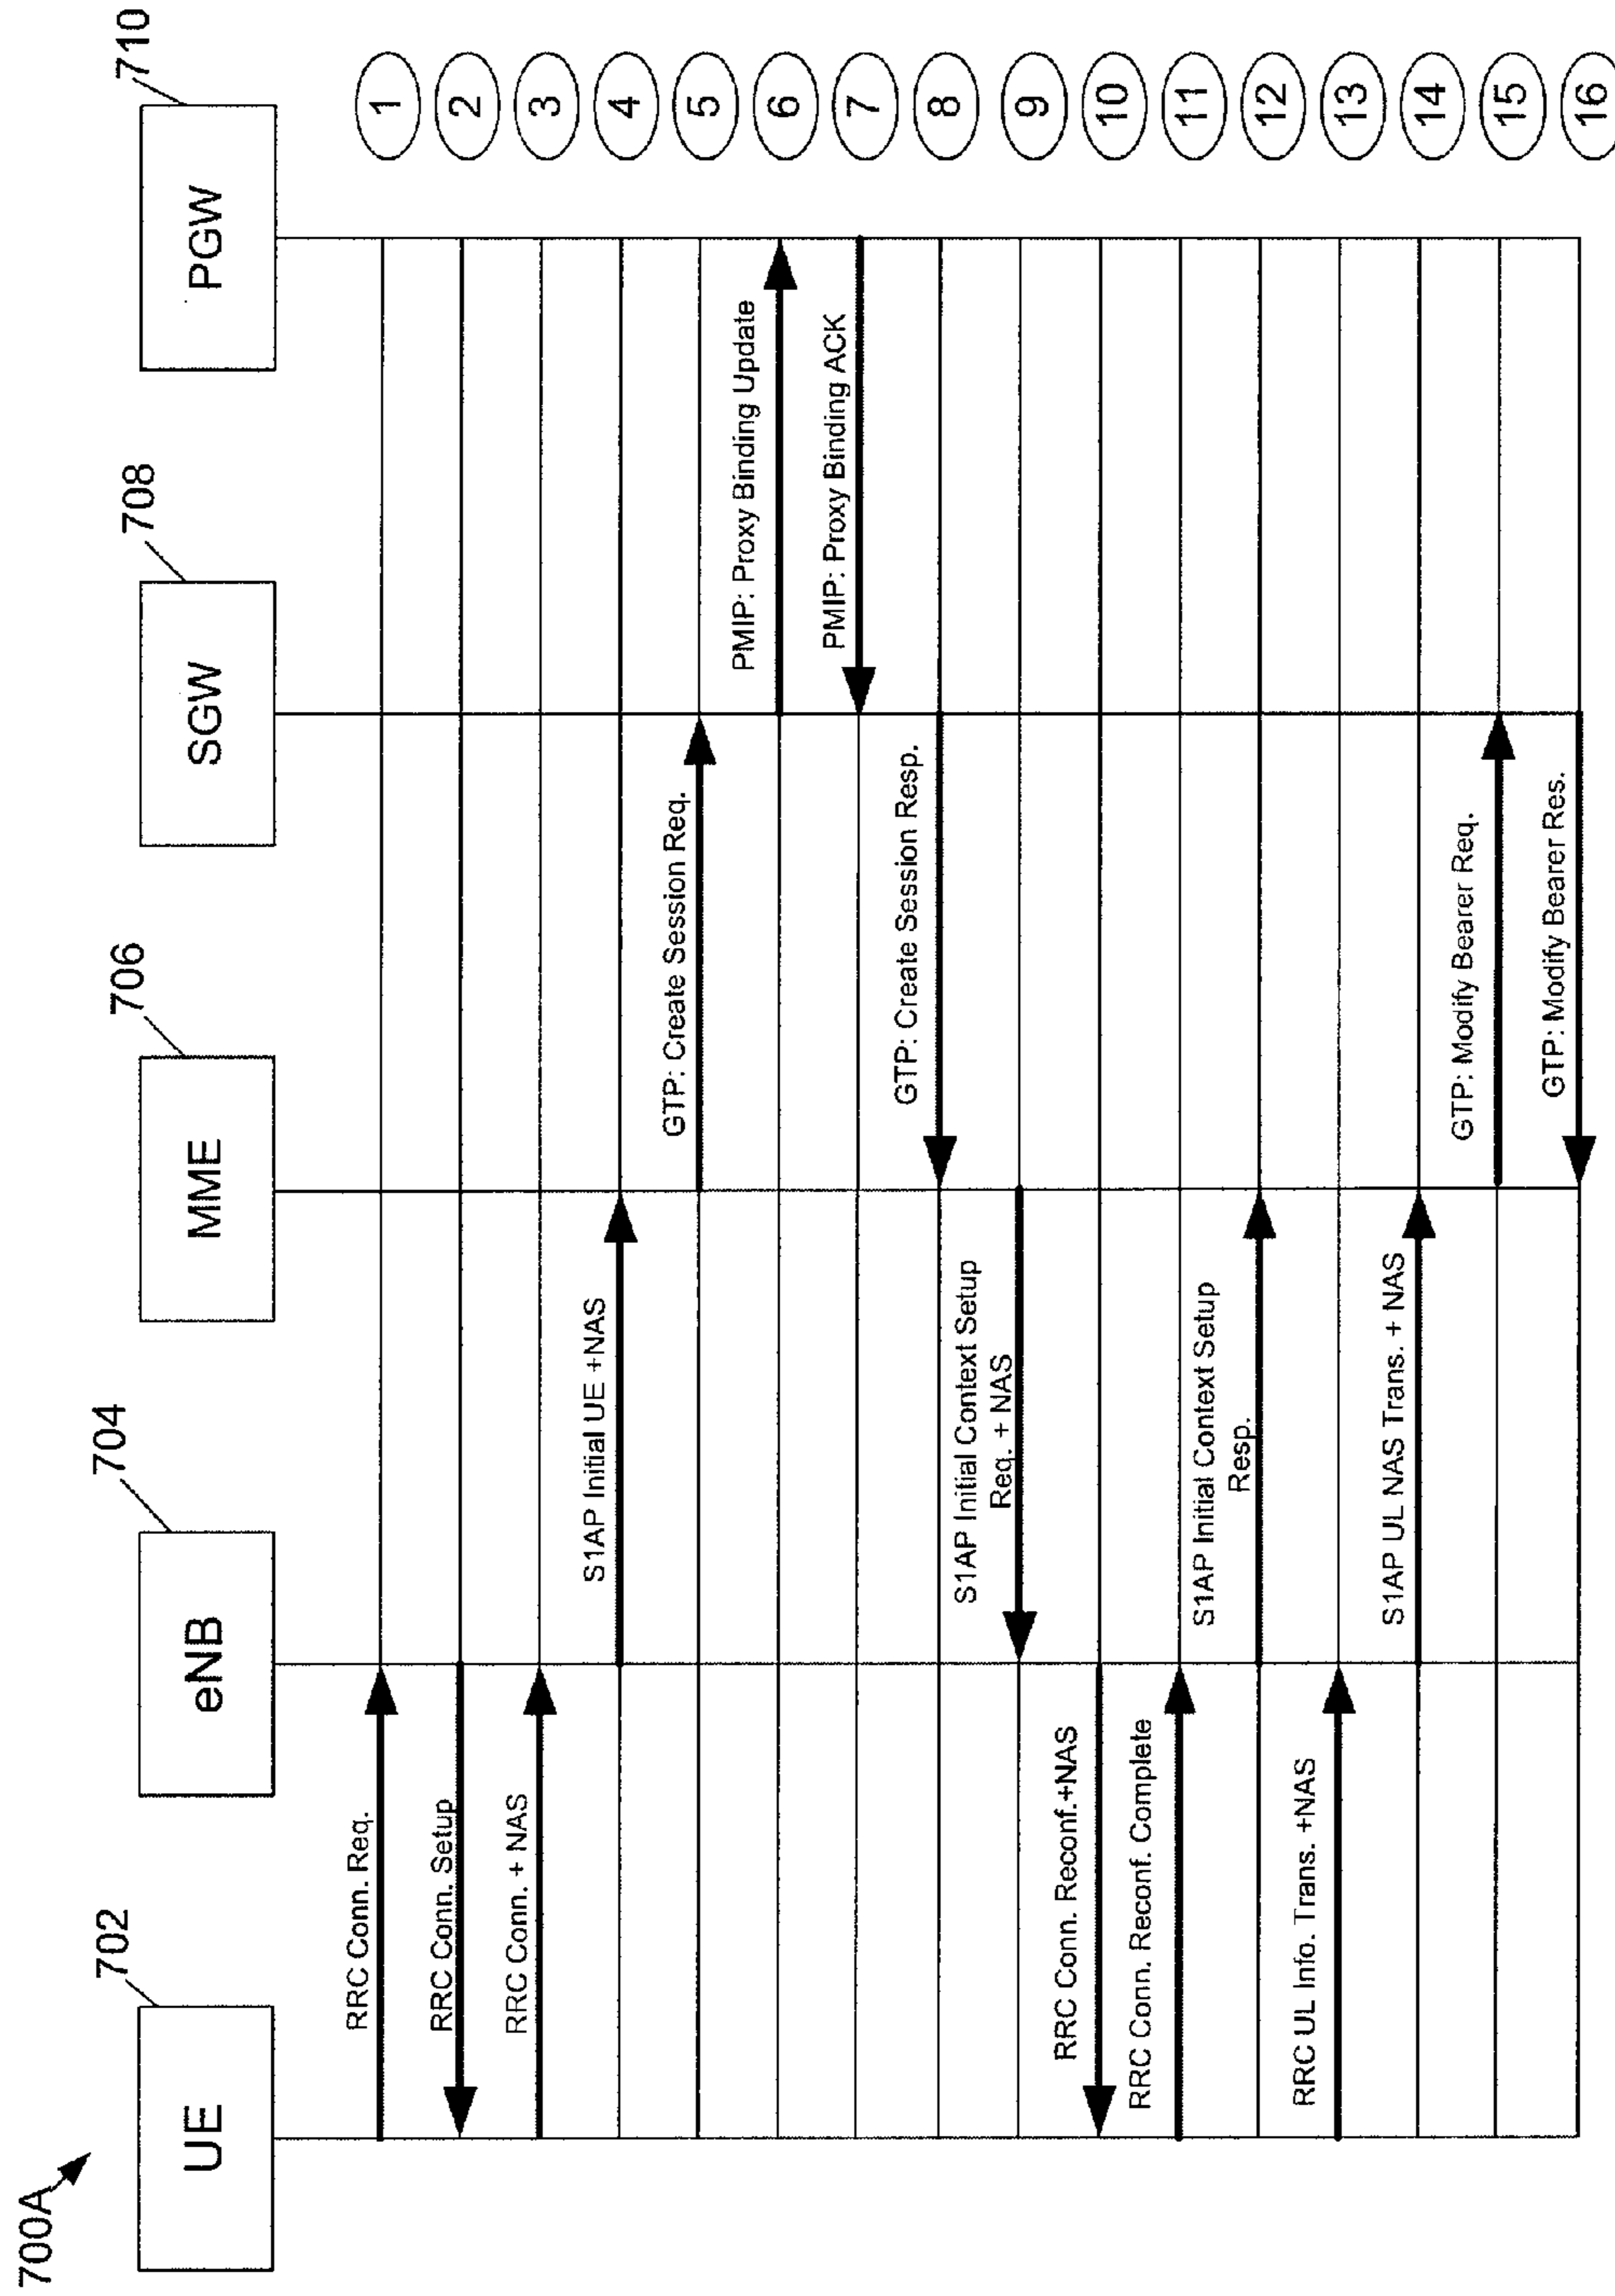 700A
702
704
706
708
710
UE
eNB
MME
SGW
PGW
RRC Conn. Req.
1
RRC Conn. Setup
2
RRC Conn. + NAS
3
S1AP Initial UE +NAS
4
GTP: Create Session Req.
5
PMIP: Proxy Binding Update
6
PMIP: Proxy Binding ACK
7
GTP: Create Session Resp.
8
S1AP Initial Context Setup
Req. + NAS
9
RRC Conn. Reconf.+NAS
10
RRC Conn. Reconf. Complete
11
S1AP Initial Context Setup
Resp.
12
RRC UL Info. Trans. +NAS
13
S1AP UL NAS Trans. + NAS
14
GTP: Modify Bearer Req.
15
GTP: Modify Bearer Res.
16